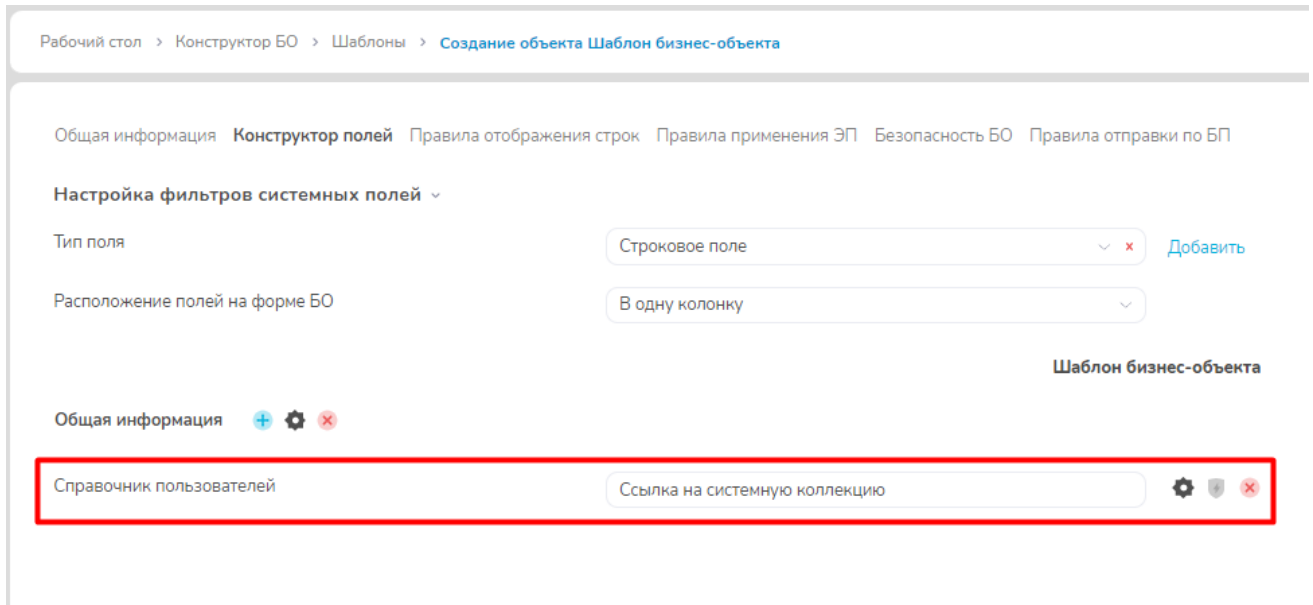 Рабочий стол > Конструктор БО > Шаблоны > Создание объекта Шаблон бизнес-объекта
Общая информация Конструктор полей Правила отображения строк Правила применения ЭП Безопасность БО Правила отправки по БП
Настройка фильтров системных полей
Тип поля Строковое поле Добавить
Расположение полей на форме БО В одну колонку
Шаблон бизнес-объекта
Общая информация
Справочник пользователей Ссылка на системную коллекцию